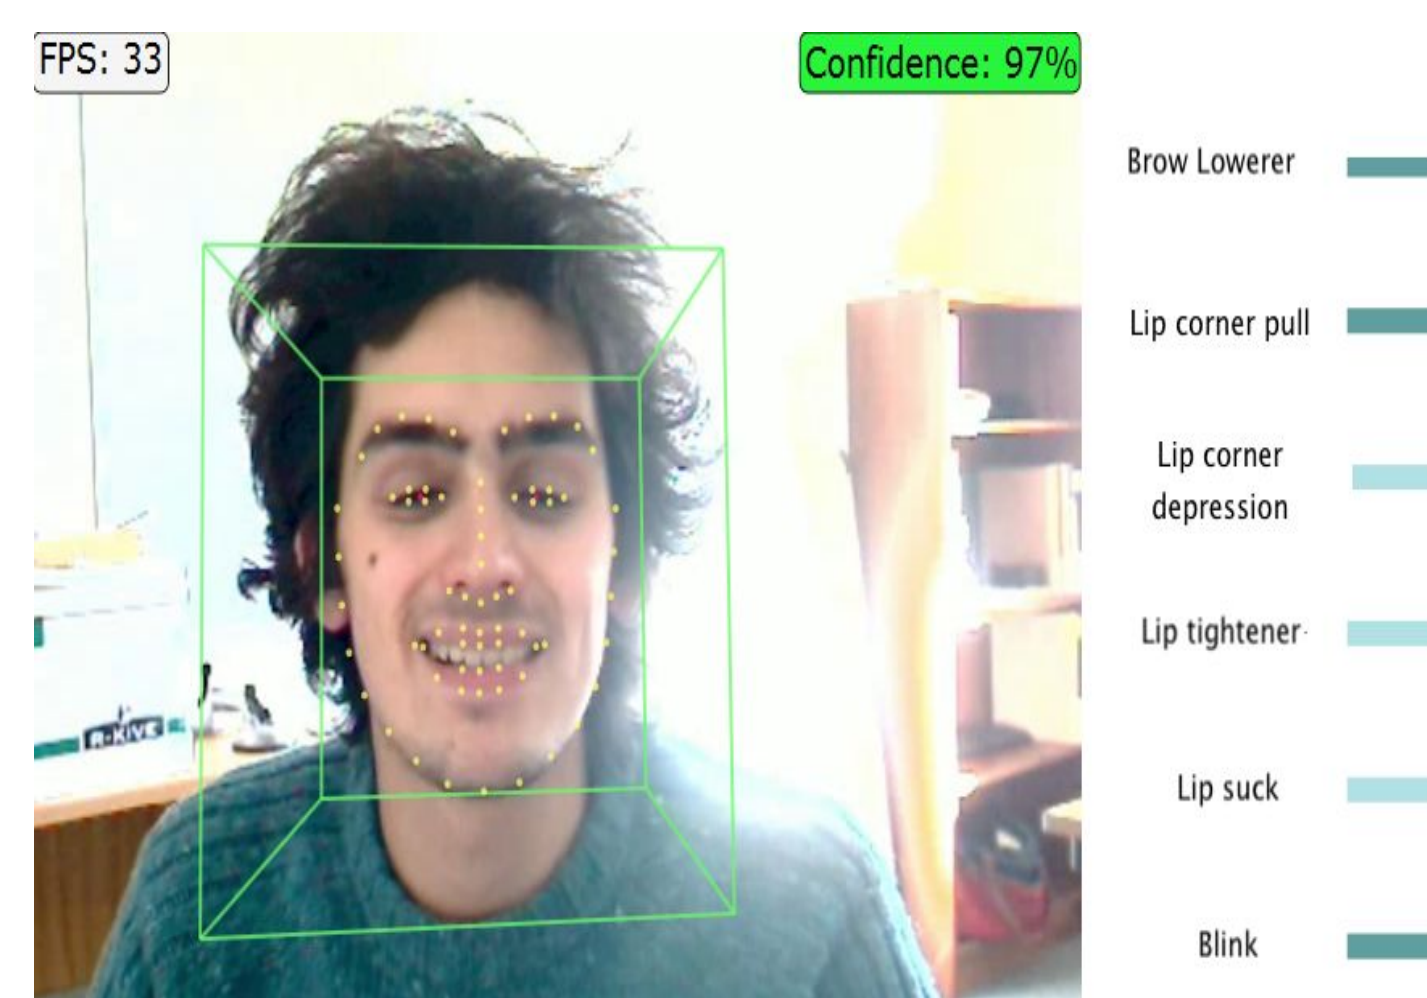 FPS: 33
Confidence: 97%
Brow Lowerer
Lip corner pull
Lip corner
depression
Lip tightener
Lip suck
Blink
R-KIVE